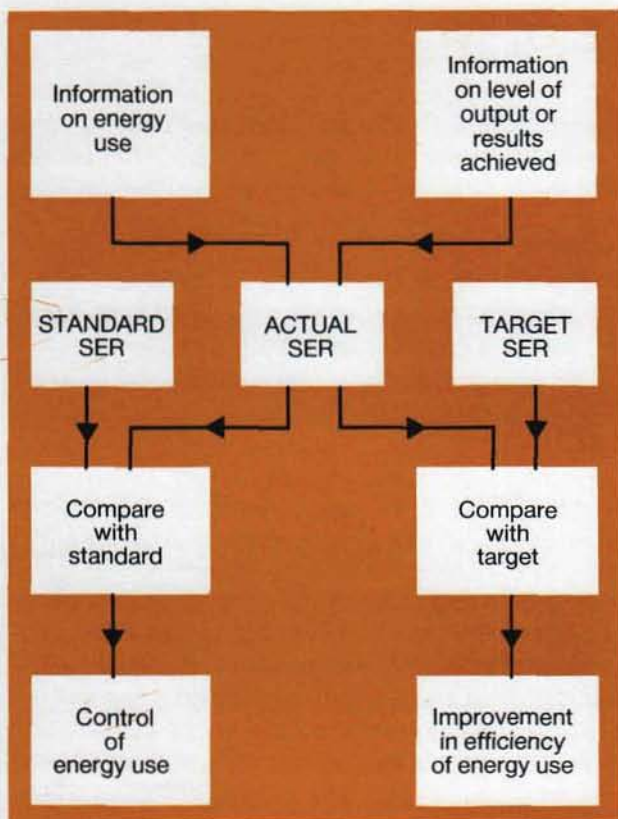 Information
on energy
use
Information
on level of
output or
results
achieved
STANDARD
SER
ACTUAL
SER
TARGET
SER
Compare
with
standard
Compare
with
target
Control
of
energy use
Improvement
in efficiency
of energy use